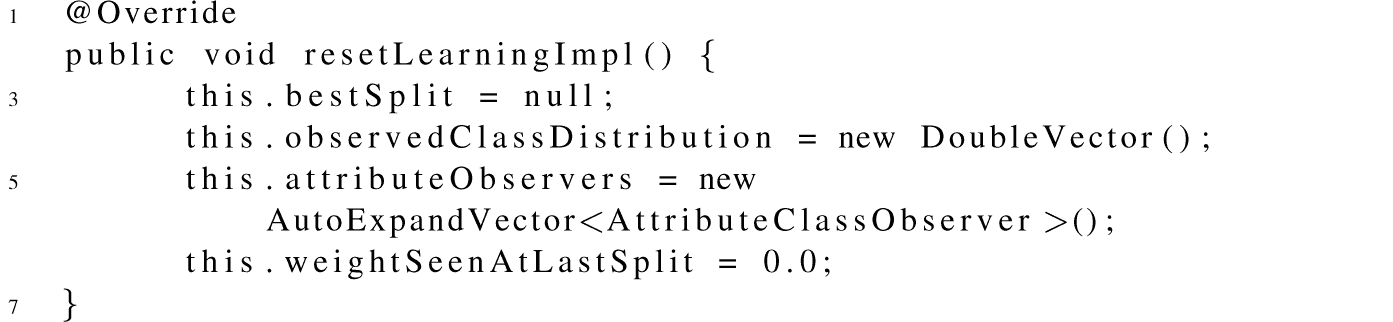 1 @Override
public void resetLearningImpl() {
3 this.bestSplit = null;
this.observedClassDistribution = new DoubleVector();
5 this.attributeObservers = new
AutoExpandVector<AttributeClassObserver>();
this.weightSeenAtLastSplit = 0.0;
7 }